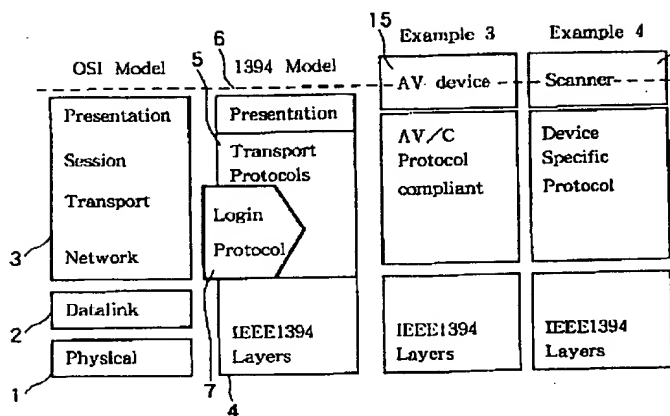 15
Example 3
Example 4
6
5
OSI Model
1394 Model
AV device
Scanner
Presentation
Session
Transport
Network
Presentation
Transport
Protocols
Login
Protocol
AV/C
Protocol
compliant
Device
Specific
Protocol
3
Datalink
2
Physical
1
IEEE1394
Layers
7
4
IEEE1394
Layers
IEEE1394
Layers